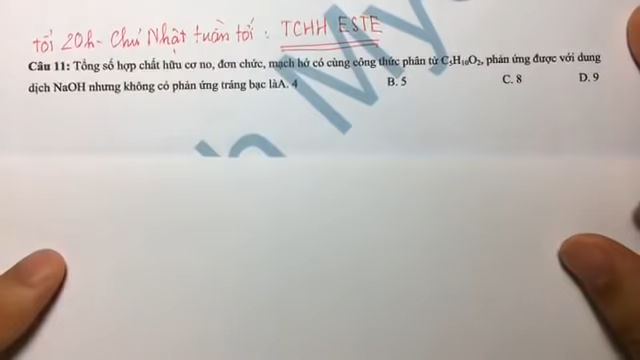 tối 20h - Chủ Nhật tuần tới : TCHH ESTE
Câu 11: Tổng số hợp chất hữu cơ no, đơn chức, mạch hở có cùng công thức phân tử C₅H₁₀O₂, phản ứng được với dung
dịch NaOH nhưng không có phản ứng tráng bạc làA. 4 B. 5 C. 8 D. 9